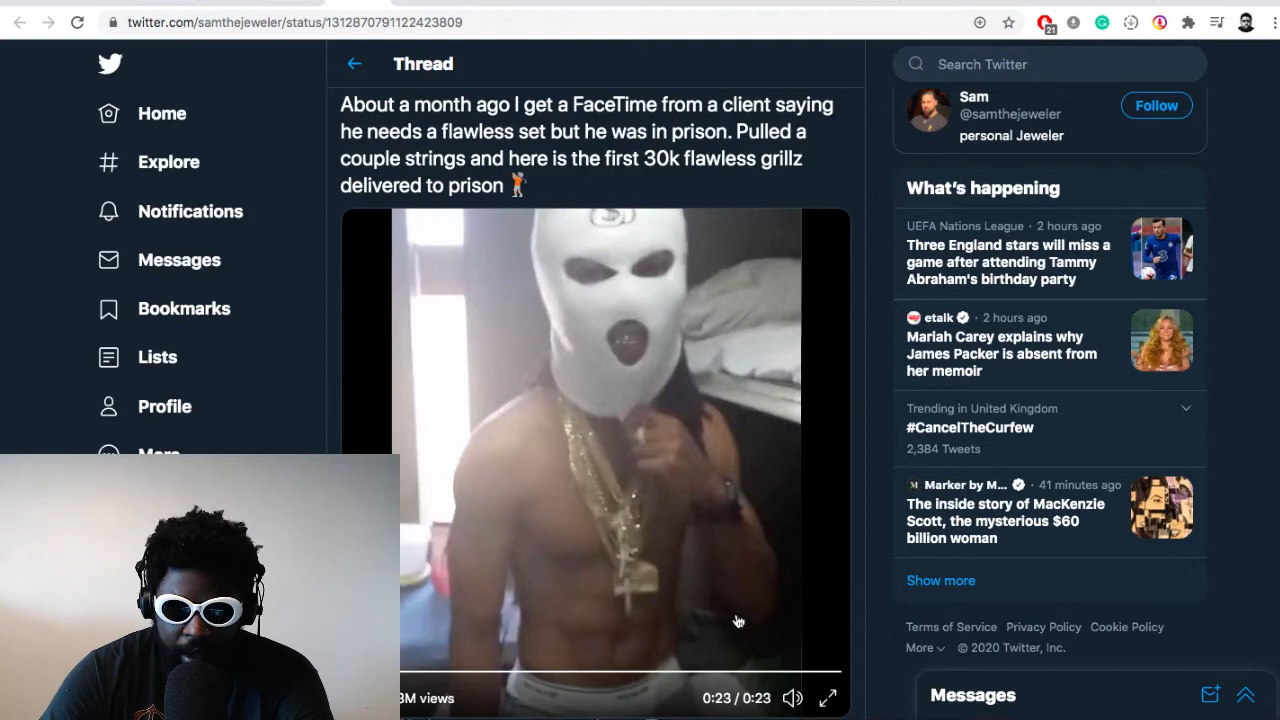 twitter.com/samthejeweler/status/1312870791122423809
21
Home
Explore
Notifications
Messages
Bookmarks
Lists
Profile
More
Thread
About a month ago I get a FaceTime from a client saying
he needs a flawless set but he was in prison. Pulled a
couple strings and here is the first 30k flawless grillz
delivered to prison
M views
0:23 / 0:23
Search Twitter
Sam
@samthejeweler
personal Jeweler
Follow
What's happening
UEFA Nations League · 2 hours ago
Three England stars will miss a
game after attending Tammy
Abraham's birthday party
etalk · 2 hours ago
Mariah Carey explains why
James Packer is absent from
her memoir
Trending in United Kingdom
#CancelTheCurfew
2,384 Tweets
Marker by M... · 41 minutes ago
The inside story of MacKenzie
Scott, the mysterious $60
billion woman
Show more
Terms of Service Privacy Policy Cookie Policy
More © 2020 Twitter, Inc.
Messages